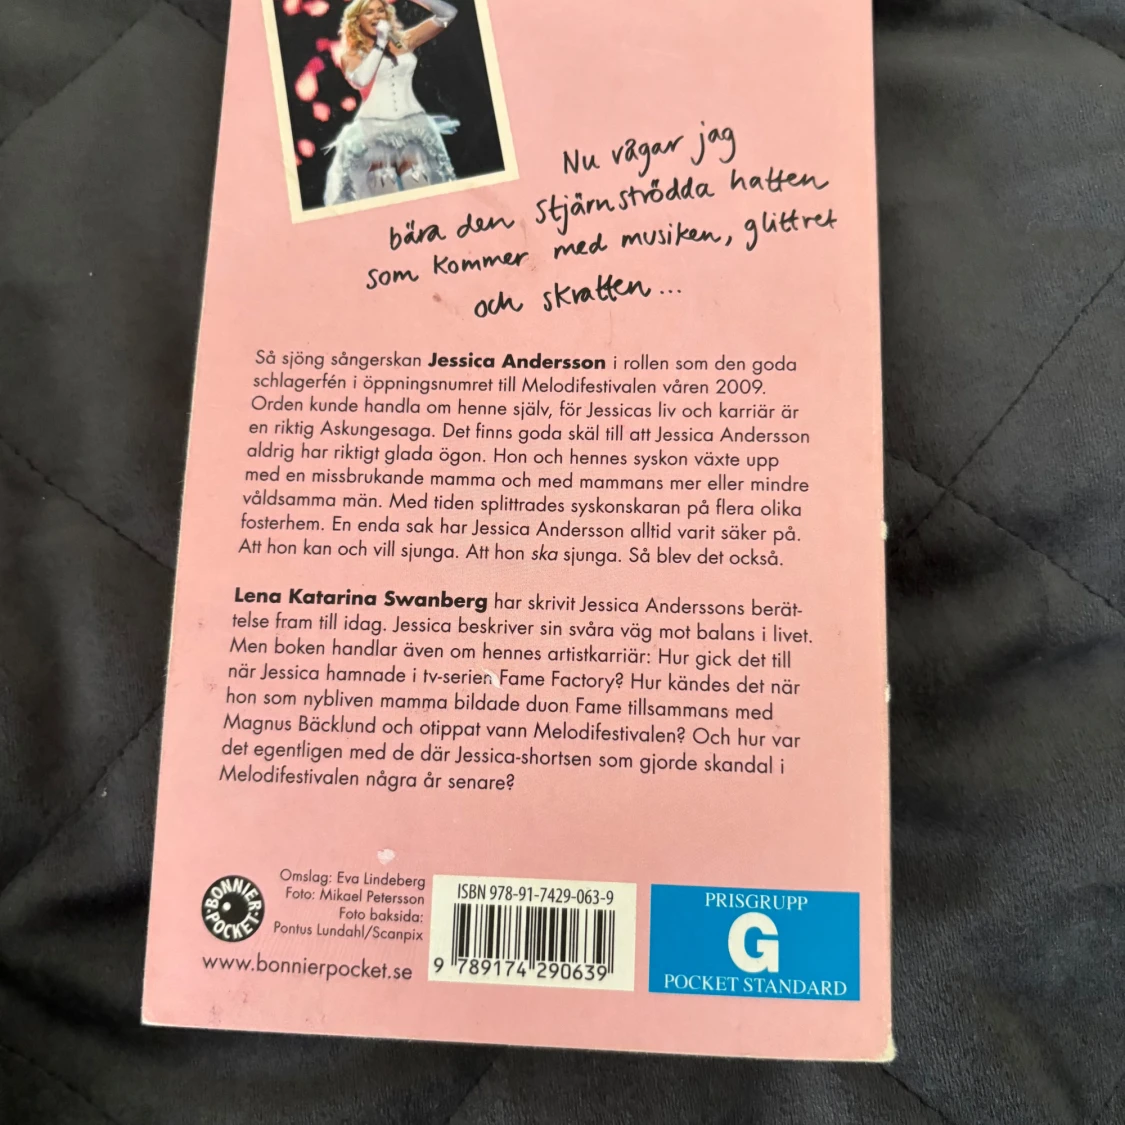 Nu vågar jag
bära den stjärnströdda hatten
som kommer med musiken, glittret
och skratten...
Så sjöng sångerskan Jessica Andersson i rollen som den goda
schlagerfén i öppningsnumret till Melodifestivalen våren 2009.
Orden kunde handla om henne själv, för Jessicas liv och karriär är
en riktig Askungesaga. Det finns goda skäl till att Jessica Andersson
aldrig har riktigt glada ögon. Hon och hennes syskon växte upp
med en missbrukande mamma och med mammans mer eller mindre
våldsamma män. Med tiden splittrades syskonskaran på flera olika
fosterhem. En enda sak har Jessica Andersson alltid varit säker på.
Att hon kan och vill sjunga. Att hon ska sjunga. Så blev det också.
Lena Katarina Swanberg har skrivit Jessica Anderssons berät-
telse fram till idag. Jessica beskriver sin svåra väg mot balans i livet.
Men boken handlar även om hennes artistkarriär: Hur gick det till
när Jessica hamnade i tv-serien Fame Factory? Hur kändes det när
hon som nybliven mamma bildade duon Fame tillsammans med
Magnus Bäcklund och otippat vann Melodifestivalen? Och hur var
det egentligen med de där Jessica-shortsen som gjorde skandal i
Melodifestivalen några år senare?
BONNIER
POCKET
Omslag: Eva Lindeberg
Foto: Mikael Petersson
Foto baksida:
Pontus Lundahl/Scanpix
www.bonnierpocket.se
ISBN 978-91-7429-063-9
9 789174 290639
PRISGRUPP
G
POCKET STANDARD